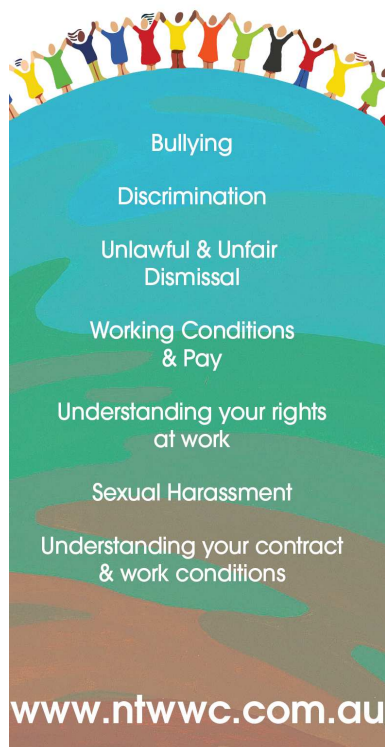 Bullying
Discrimination
Unlawful & Unfair
Dismissal
Working Conditions
& Pay
Understanding your rights
at work
Sexual Harassment
Understanding your contract
& work conditions
www.ntwwc.com.au